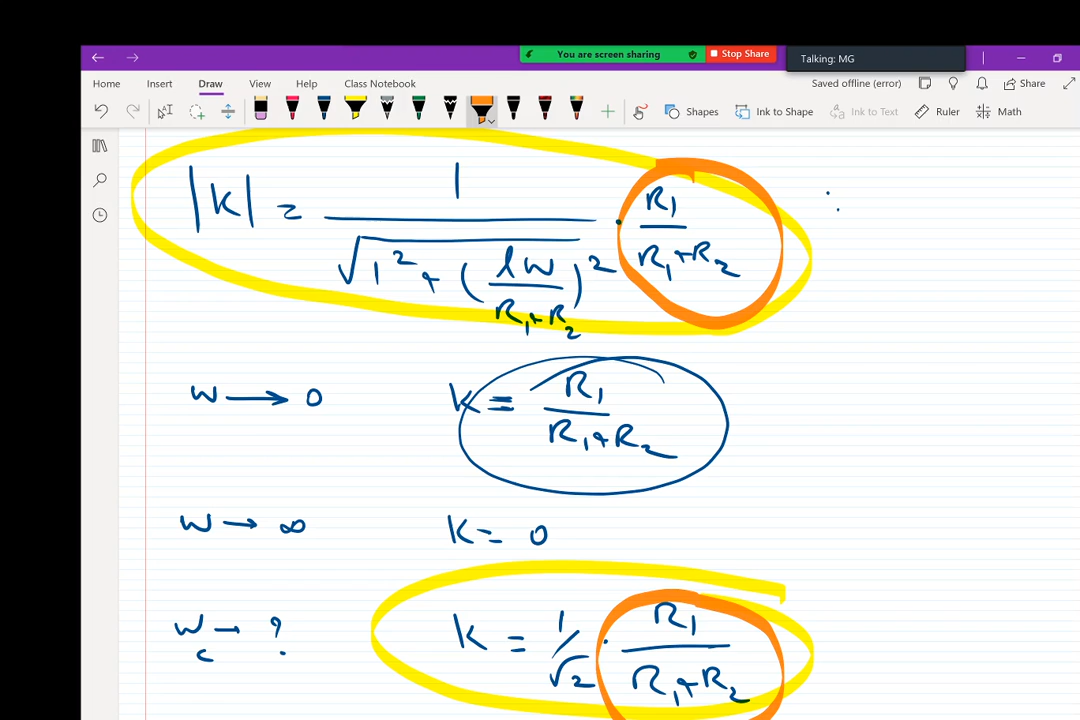 You are screen sharing Stop Share Talking: MG
Home Insert Draw View Help Class Notebook Saved offline (error) Share
Shapes Ink to Shape Ink to Text Ruler Math
|K| = 1 / √(1² + (lw / (R₁+R₂))²) · R₁ / (R₁+R₂)
w → 0 K = R₁ / (R₁+R₂)
w → ∞ K = 0
w_c → ? K = 1/√2 · R₁ / (R₁+R₂)